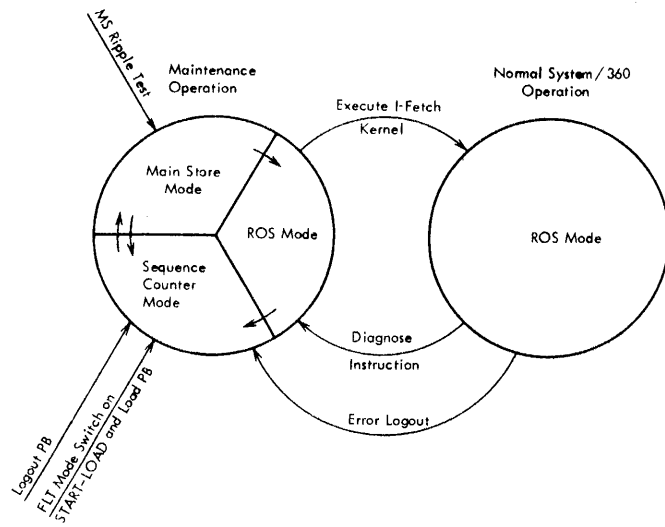 MS Ripple Test
Maintenance
Operation
Normal System/360
Operation
Execute I-Fetch
Kernel
Main Store
Mode
ROS Mode
ROS Mode
Sequence
Counter
Mode
Diagnose
Instruction
Error Logout
Logout PB
FLT Mode Switch on
START-LOAD and Load PB